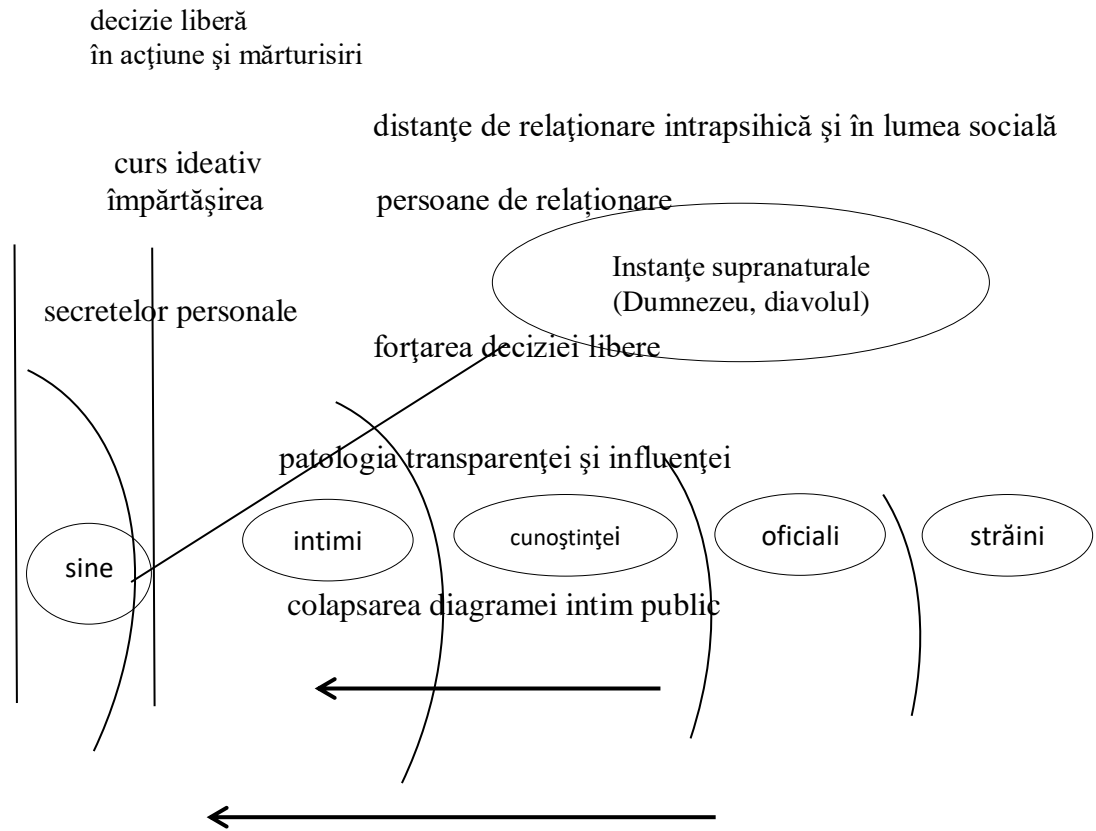 decizie liberă
în acţiune şi mărturisiri
distanţe de relaţionare intrapsihică şi în lumea socială
curs ideativ
împărtăşirea
persoane de relaționare
Instanţe supranaturale
(Dumnezeu, diavolul)
secretelor personale
forţarea deciziei libere
patologia transparenţei şi influenţei
sine
intimi
cunoştinţei
oficiali
străini
colapsarea diagramei intim public